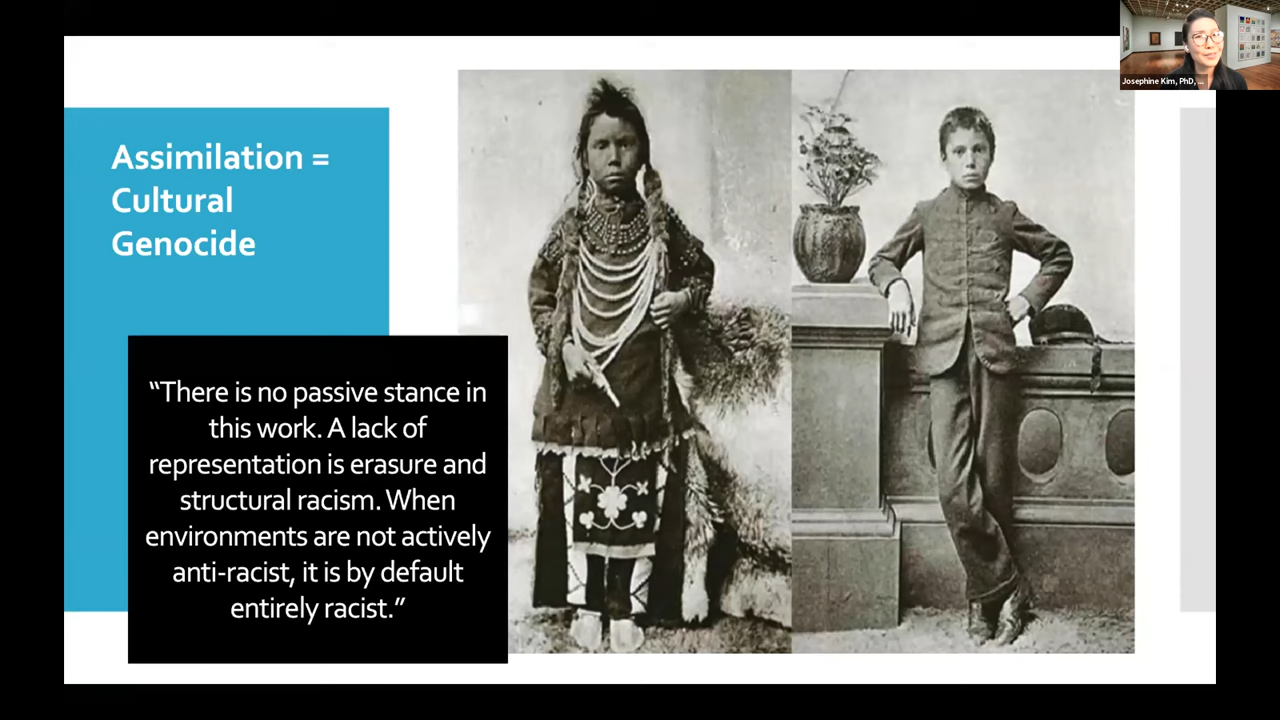 Assimilation =
Cultural
Genocide
“There is no passive stance in
this work. A lack of
representation is erasure and
structural racism. When
environments are not actively
anti-racist, it is by default
entirely racist.”
Josephine Kim, PhD, ...